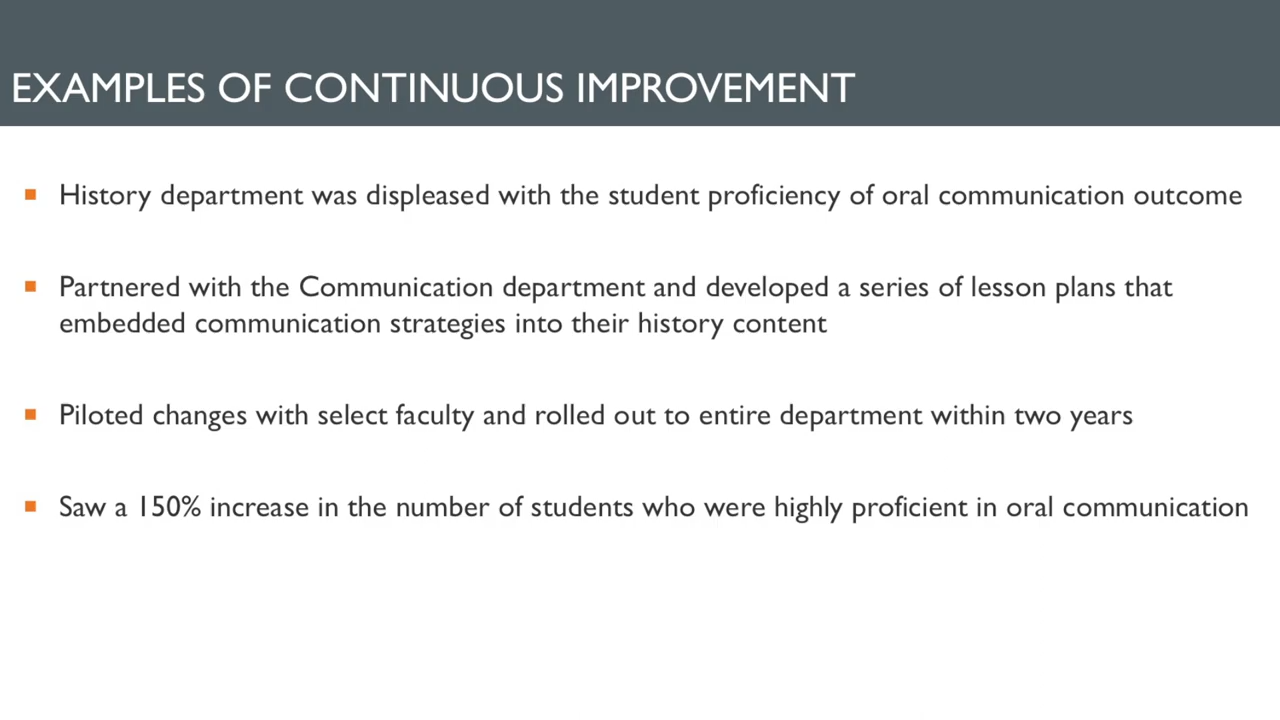 EXAMPLES OF CONTINUOUS IMPROVEMENT
History department was displeased with the student proficiency of oral communication outcome
Partnered with the Communication department and developed a series of lesson plans that
embedded communication strategies into their history content
Piloted changes with select faculty and rolled out to entire department within two years
Saw a 150% increase in the number of students who were highly proficient in oral communication